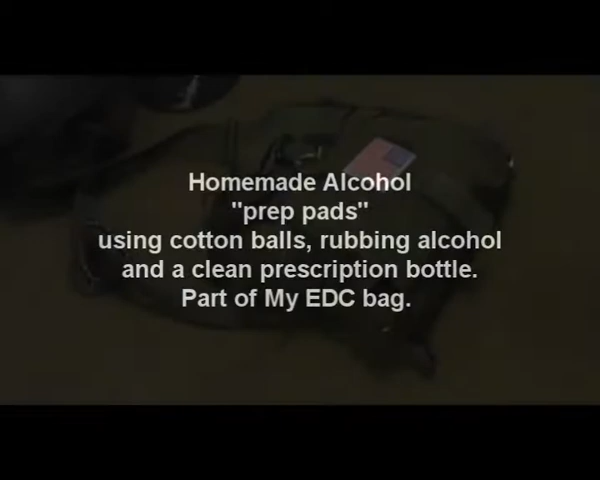 Homemade Alcohol
"prep pads"
using cotton balls, rubbing alcohol
and a clean prescription bottle.
Part of My EDC bag.